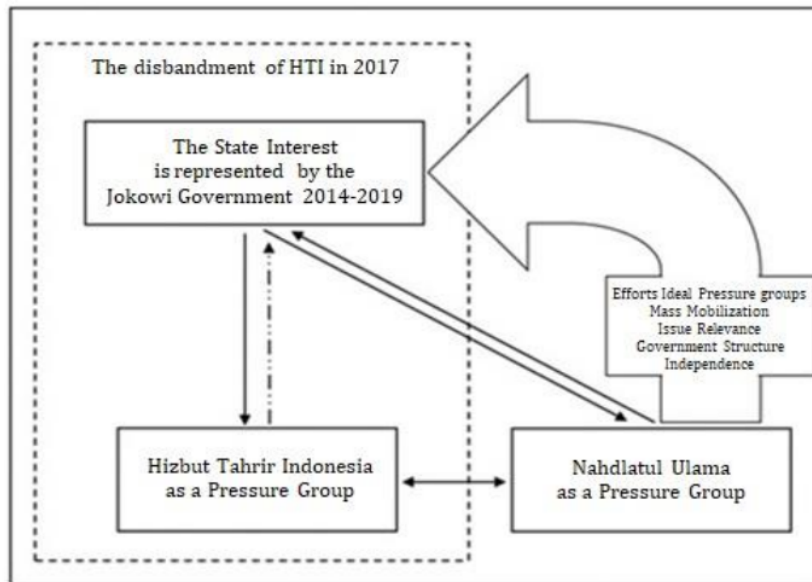 The disbandment of HTI in 2017
The State Interest
is represented by the
Jokowi Government 2014-2019
Efforts Ideal Pressure groups
Mass Mobilization
Issue Relevance
Government Structure
Independence
Hizbut Tahrir Indonesia
as a Pressure Group
Nahdlatul Ulama
as a Pressure Group